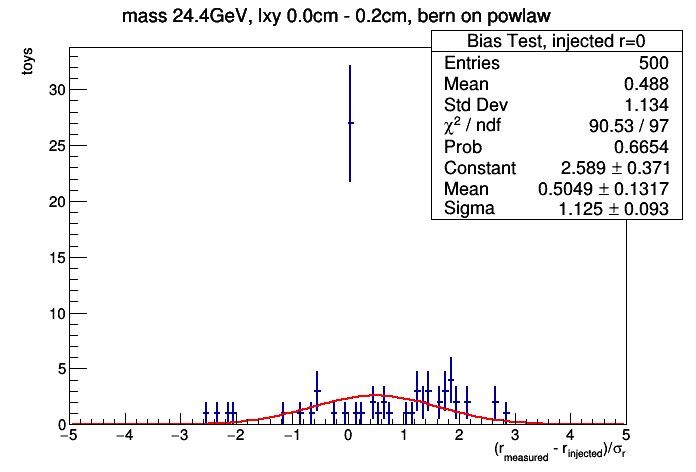 mass 24.4GeV, lxy 0.0cm - 0.2cm, bern on powlaw
Bias Test, injected r=0
Entries 500
Mean 0.488
Std Dev 1.134
χ² / ndf 90.53 / 97
Prob 0.6654
Constant 2.589 ± 0.371
Mean 0.5049 ± 0.1317
Sigma 1.125 ± 0.093
toys
30
25
20
15
10
5
0
−5 −4 −3 −2 −1 0 1 2 3 4 5
(r_measured - r_injected)/σ_r